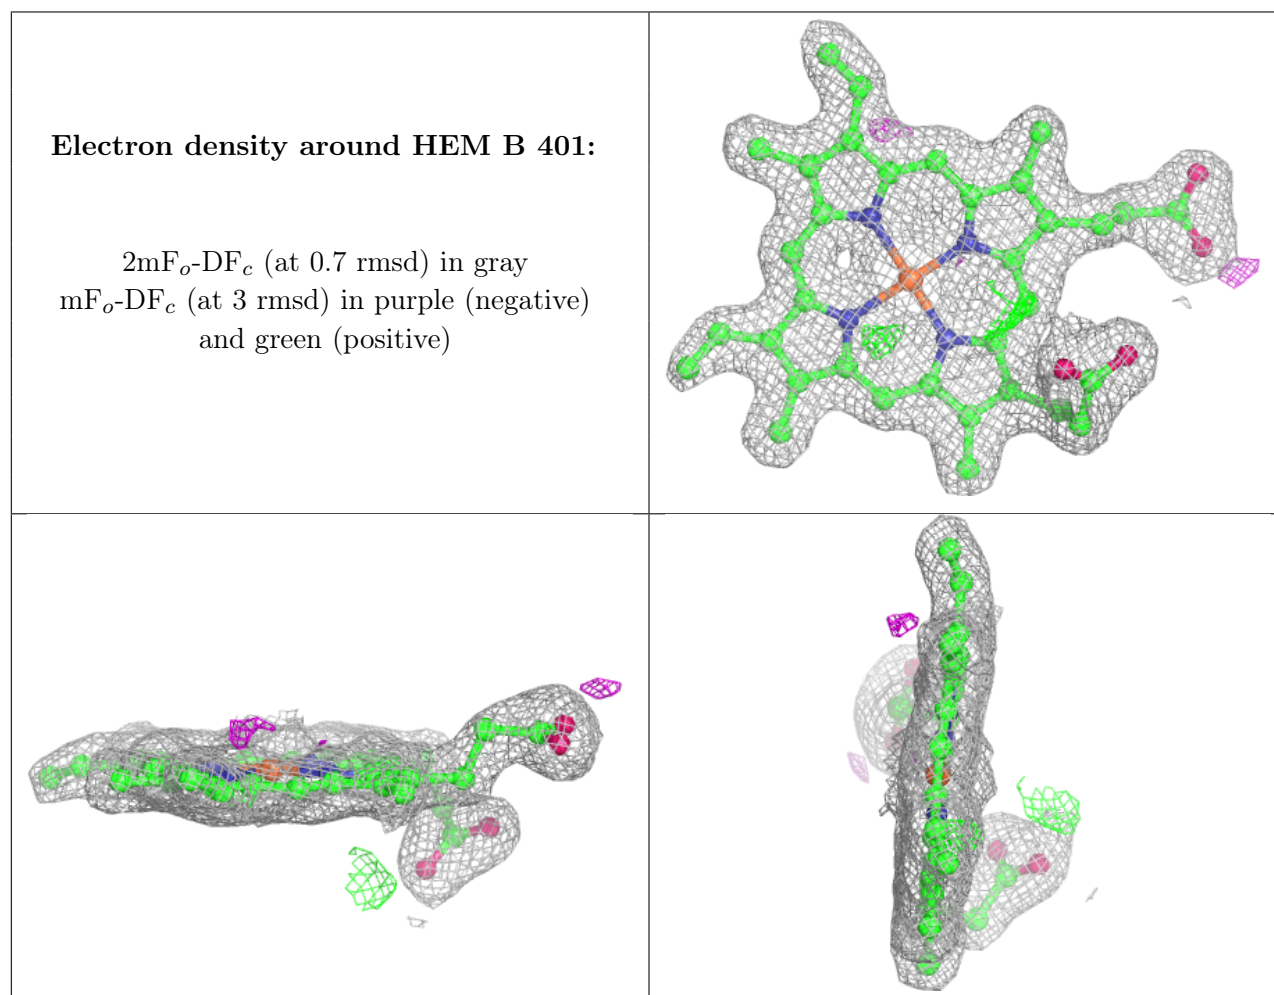 Electron density around HEM B 401:
2mFo-DFc (at 0.7 rmsd) in gray
mFo-DFc (at 3 rmsd) in purple (negative)
and green (positive)